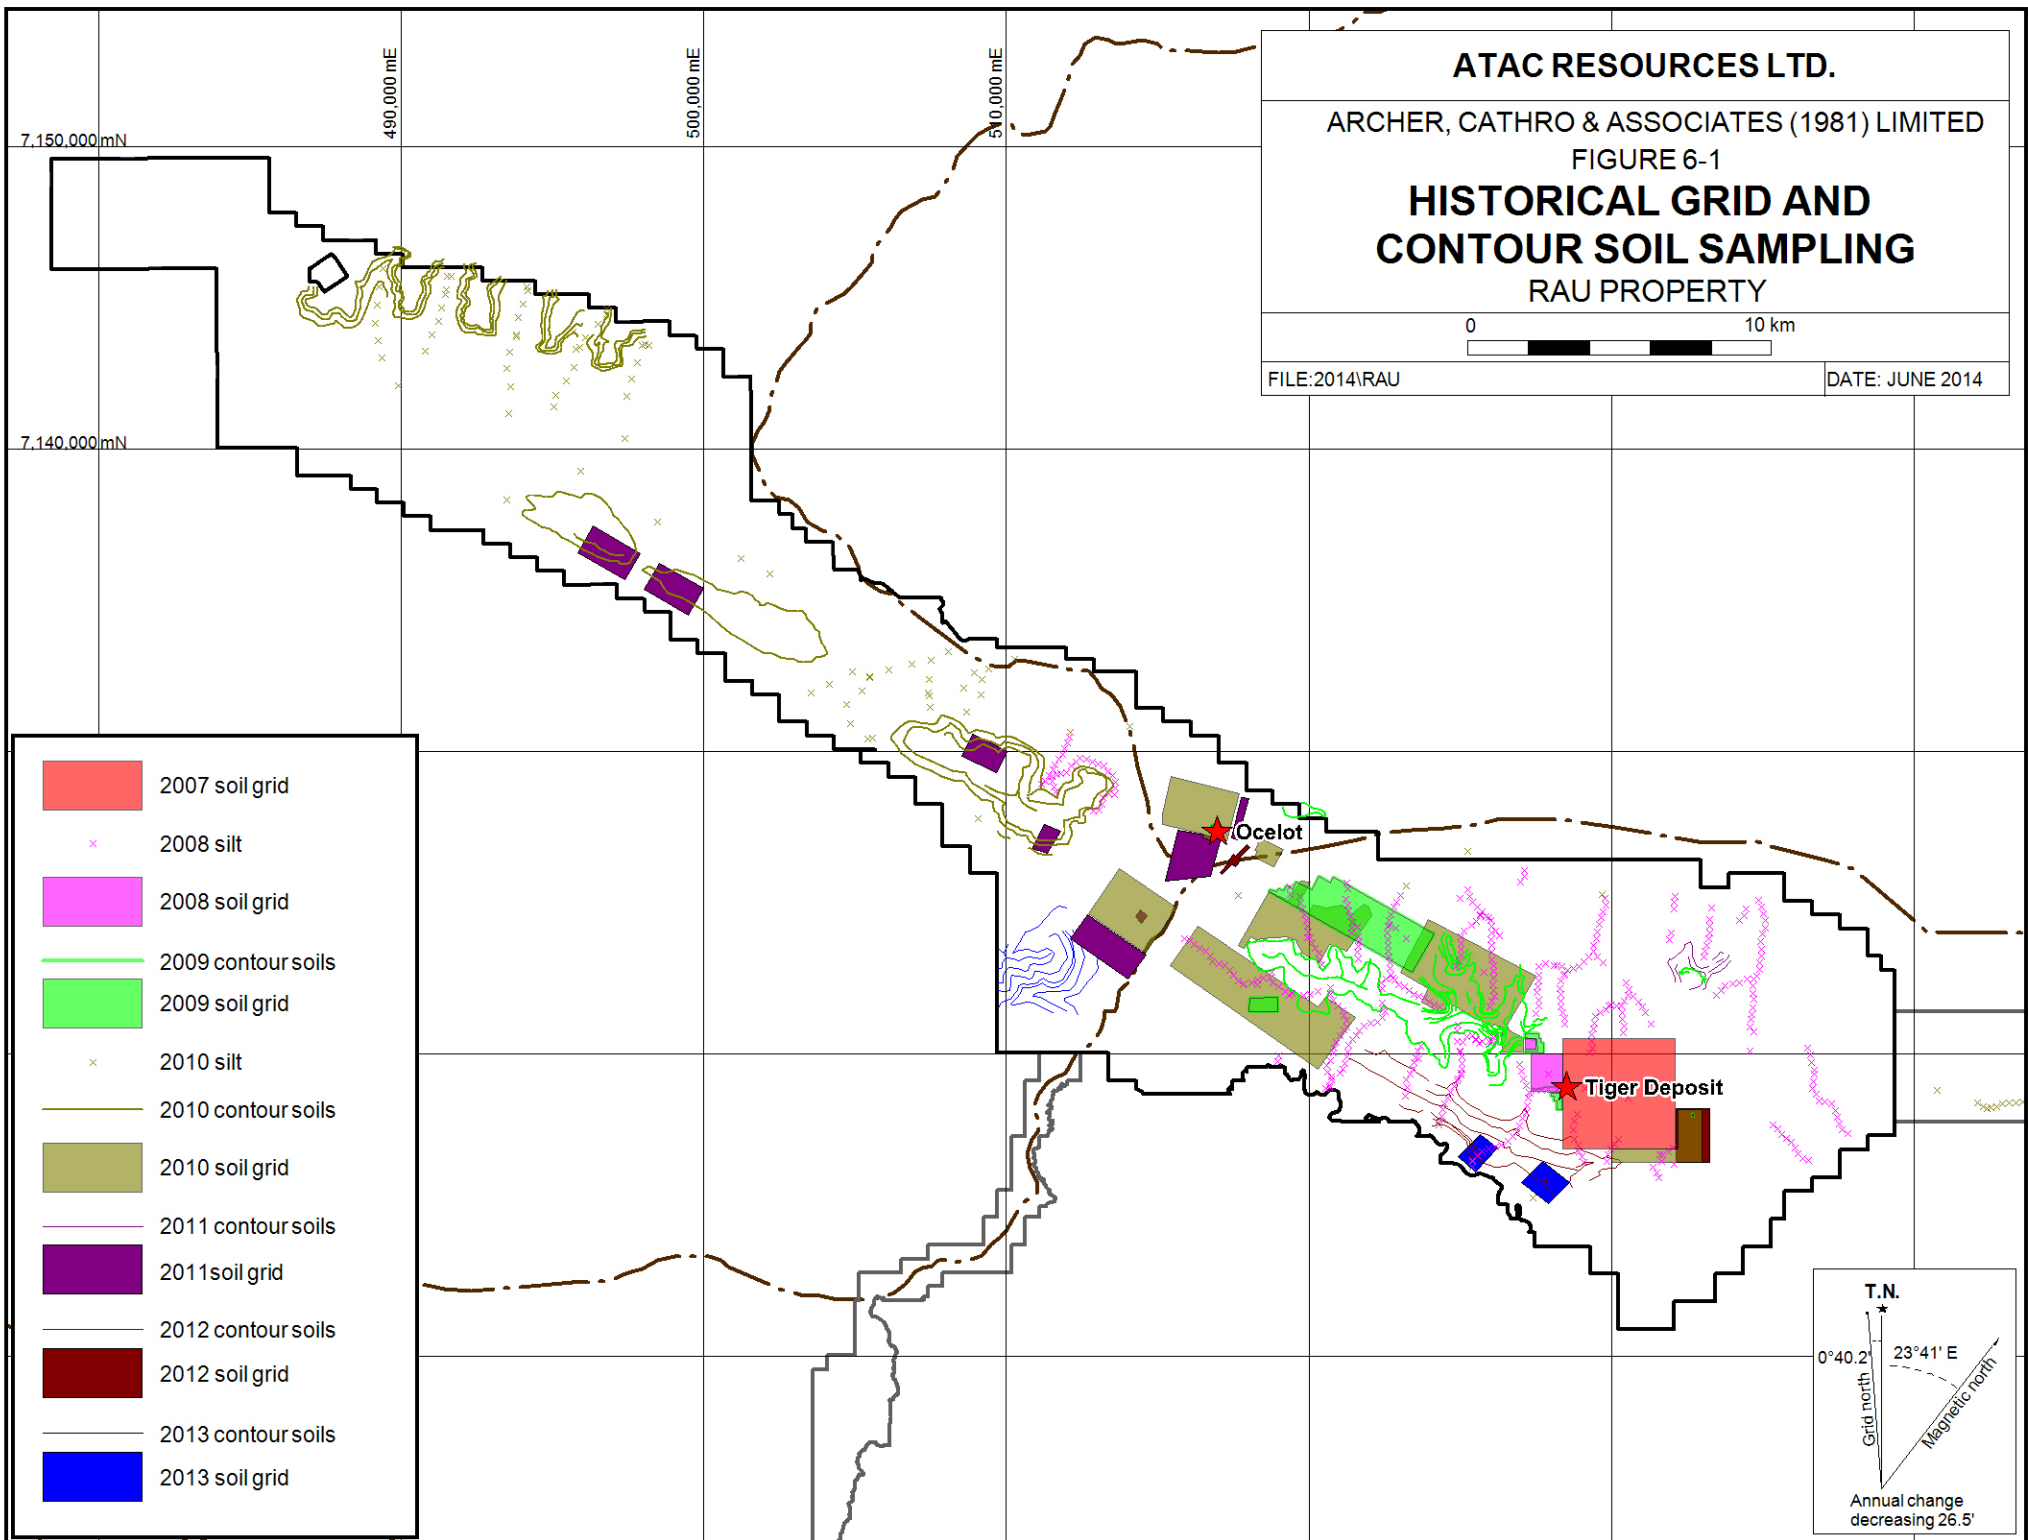 490,000 mE
500,000 mE
510,000 mE
7,150,000 mN
7,140,000 mN
ATAC RESOURCES LTD.
ARCHER, CATHRO & ASSOCIATES (1981) LIMITED
FIGURE 6-1
HISTORICAL GRID AND
CONTOUR SOIL SAMPLING
RAU PROPERTY
0 10 km
FILE:2014\RAU DATE: JUNE 2014
Ocelot
Tiger Deposit
2007 soil grid
2008 silt
2008 soil grid
2009 contour soils
2009 soil grid
2010 silt
2010 contour soils
2010 soil grid
2011 contour soils
2011soil grid
2012 contour soils
2012 soil grid
2013 contour soils
2013 soil grid
T.N.
0°40.2' 23°41' E
Grid north
Magnetic north
Annual change
decreasing 26.5'